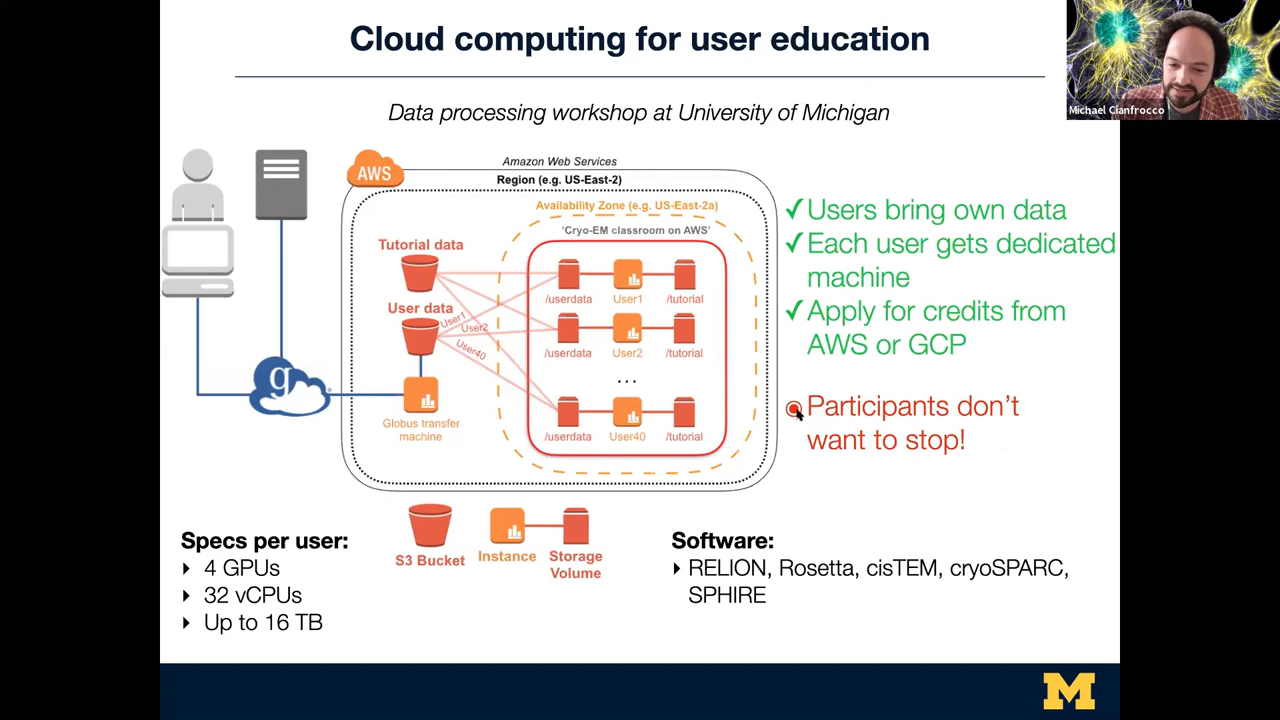 Cloud computing for user education
Michael Cianfrocco
Data processing workshop at University of Michigan
AWS
Amazon Web Services
Region (e.g. US-East-2)
Availability Zone (e.g. US-East-2a)
'Cryo-EM classroom on AWS'
Tutorial data
User data
User1
User2
User40
g
Globus transfer
machine
/userdata
User1
/tutorial
/userdata
User2
/tutorial
...
/userdata
User40
/tutorial
✓Users bring own data
✓Each user gets dedicated
machine
✓Apply for credits from
AWS or GCP
Participants don't
want to stop!
S3 Bucket
Instance
Storage
Volume
Specs per user:
‣ 4 GPUs
‣ 32 vCPUs
‣ Up to 16 TB
Software:
‣ RELION, Rosetta, cisTEM, cryoSPARC,
SPHIRE
M